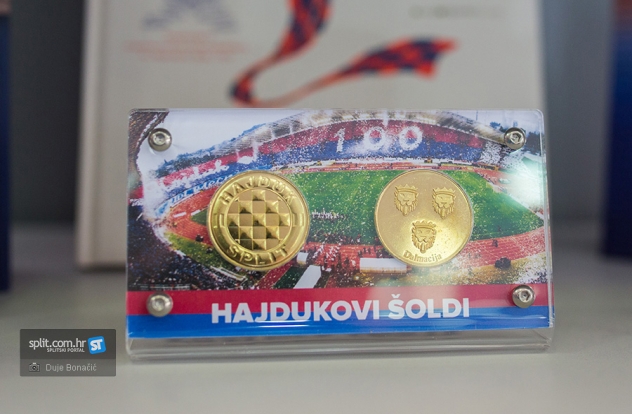 100
HAJDUK
SPLIT
Dalmacija
HAJDUKOVI ŠOLDI
split.com.hr ST
SPLITSKI PORTAL
Duje Bonačić